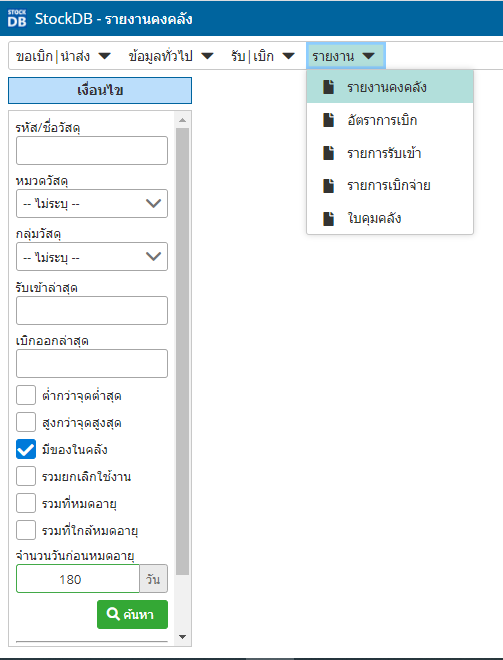 STOCK
DB
StockDB - รายงานคงคลัง
ขอเบิก|นำส่ง ข้อมูลทั่วไป รับ|เบิก รายงาน
รายงานคงคลัง
อัตราการเบิก
รายการรับเข้า
รายการเบิกจ่าย
ใบคุมคลัง
เงื่อนไข
รหัส/ชื่อวัสดุ
หมวดวัสดุ
-- ไม่ระบุ --
กลุ่มวัสดุ
-- ไม่ระบุ --
รับเข้าล่าสุด
เบิกออกล่าสุด
ต่ำกว่าจุดต่ำสุด
สูงกว่าจุดสูงสุด
มีของในคลัง
รวมยกเลิกใช้งาน
รวมที่หมดอายุ
รวมที่ใกล้หมดอายุ
จำนวนวันก่อนหมดอายุ
180 วัน
ค้นหา